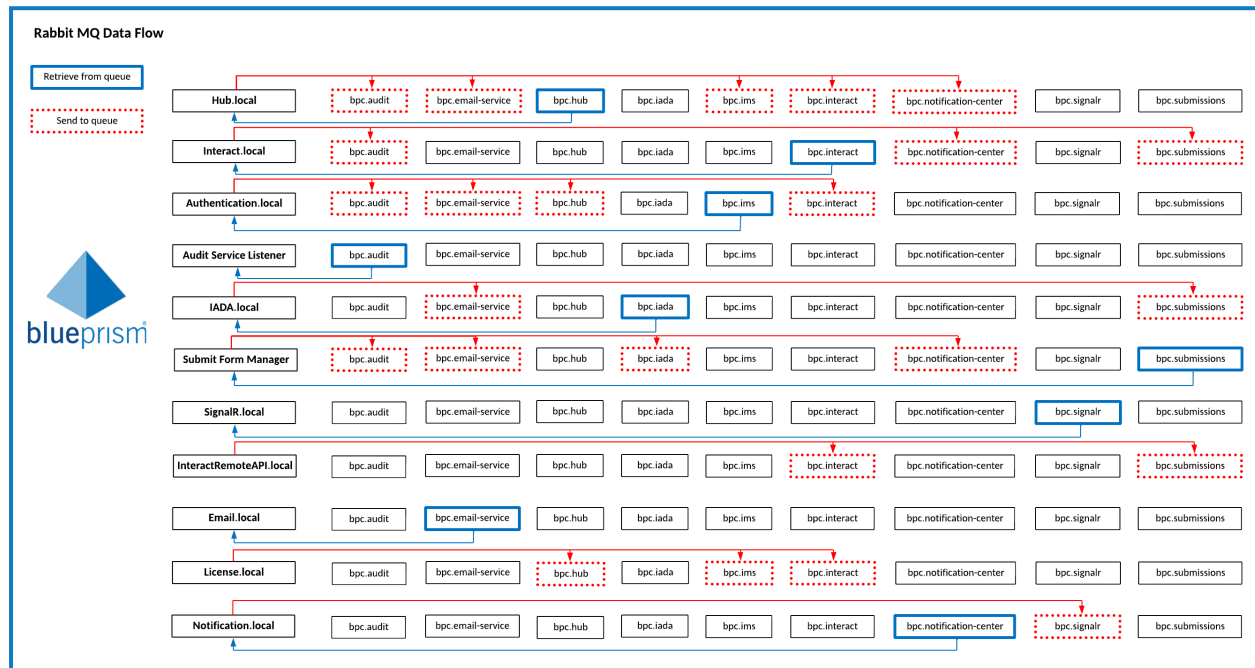 Rabbit MQ Data Flow
Retrieve from queue
Send to queue
Hub.local bpc.audit bpc.email-service bpc.hub bpc.iada bpc.ims bpc.interact bpc.notification-center bpc.signalr bpc.submissions
Interact.local bpc.audit bpc.email-service bpc.hub bpc.iada bpc.ims bpc.interact bpc.notification-center bpc.signalr bpc.submissions
Authentication.local bpc.audit bpc.email-service bpc.hub bpc.iada bpc.ims bpc.interact bpc.notification-center bpc.signalr bpc.submissions
Audit Service Listener bpc.audit bpc.email-service bpc.hub bpc.iada bpc.ims bpc.interact bpc.notification-center bpc.signalr bpc.submissions
IADA.local bpc.audit bpc.email-service bpc.hub bpc.iada bpc.ims bpc.interact bpc.notification-center bpc.signalr bpc.submissions
blueprism®
Submit Form Manager bpc.audit bpc.email-service bpc.hub bpc.iada bpc.ims bpc.interact bpc.notification-center bpc.signalr bpc.submissions
SignalR.local bpc.audit bpc.email-service bpc.hub bpc.iada bpc.ims bpc.interact bpc.notification-center bpc.signalr bpc.submissions
InteractRemoteAPI.local bpc.audit bpc.email-service bpc.hub bpc.iada bpc.ims bpc.interact bpc.notification-center bpc.signalr bpc.submissions
Email.local bpc.audit bpc.email-service bpc.hub bpc.iada bpc.ims bpc.interact bpc.notification-center bpc.signalr bpc.submissions
License.local bpc.audit bpc.email-service bpc.hub bpc.iada bpc.ims bpc.interact bpc.notification-center bpc.signalr bpc.submissions
Notification.local bpc.audit bpc.email-service bpc.hub bpc.iada bpc.ims bpc.interact bpc.notification-center bpc.signalr bpc.submissions